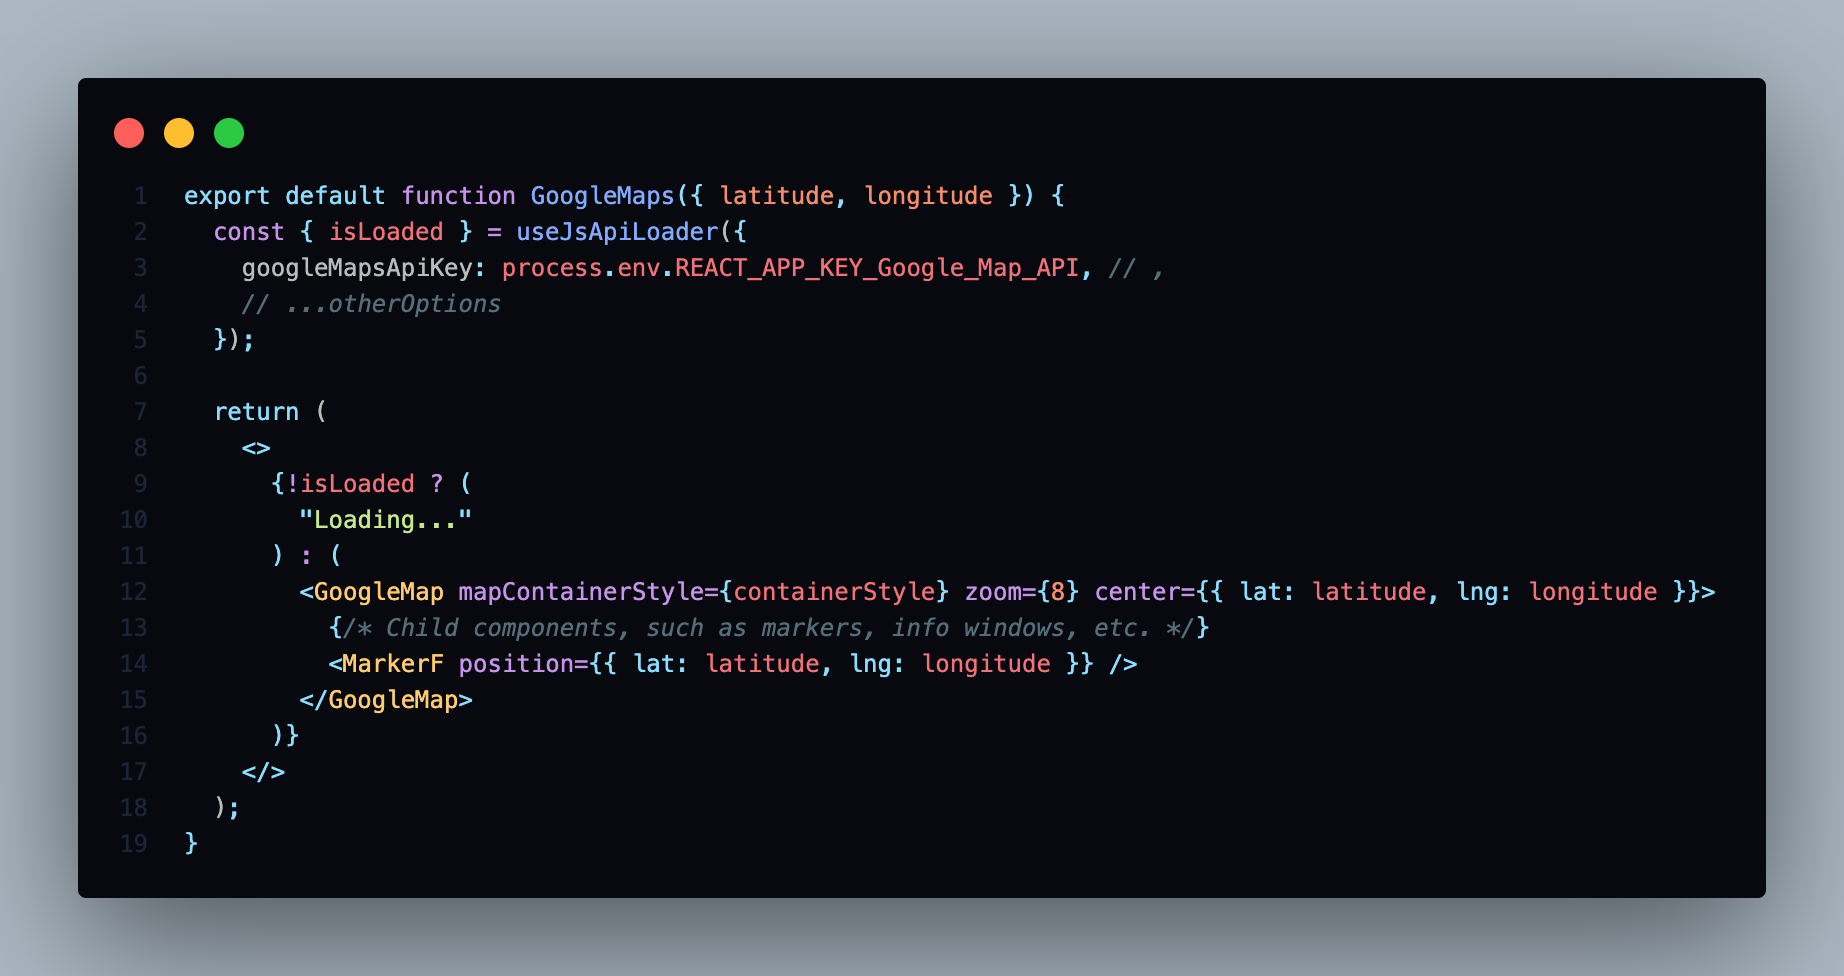 1 export default function GoogleMaps({ latitude, longitude }) {
2 const { isLoaded } = useJsApiLoader({
3 googleMapsApiKey: process.env.REACT_APP_KEY_Google_Map_API, // ,
4 // ...otherOptions
5 });
6
7 return (
8 <>
9 {!isLoaded ? (
10 "Loading..."
11 ) : (
12 <GoogleMap mapContainerStyle={containerStyle} zoom={8} center={{ lat: latitude, lng: longitude }}>
13 {/* Child components, such as markers, info windows, etc. */}
14 <MarkerF position={{ lat: latitude, lng: longitude }} />
15 </GoogleMap>
16 )}
17 </>
18 );
19 }